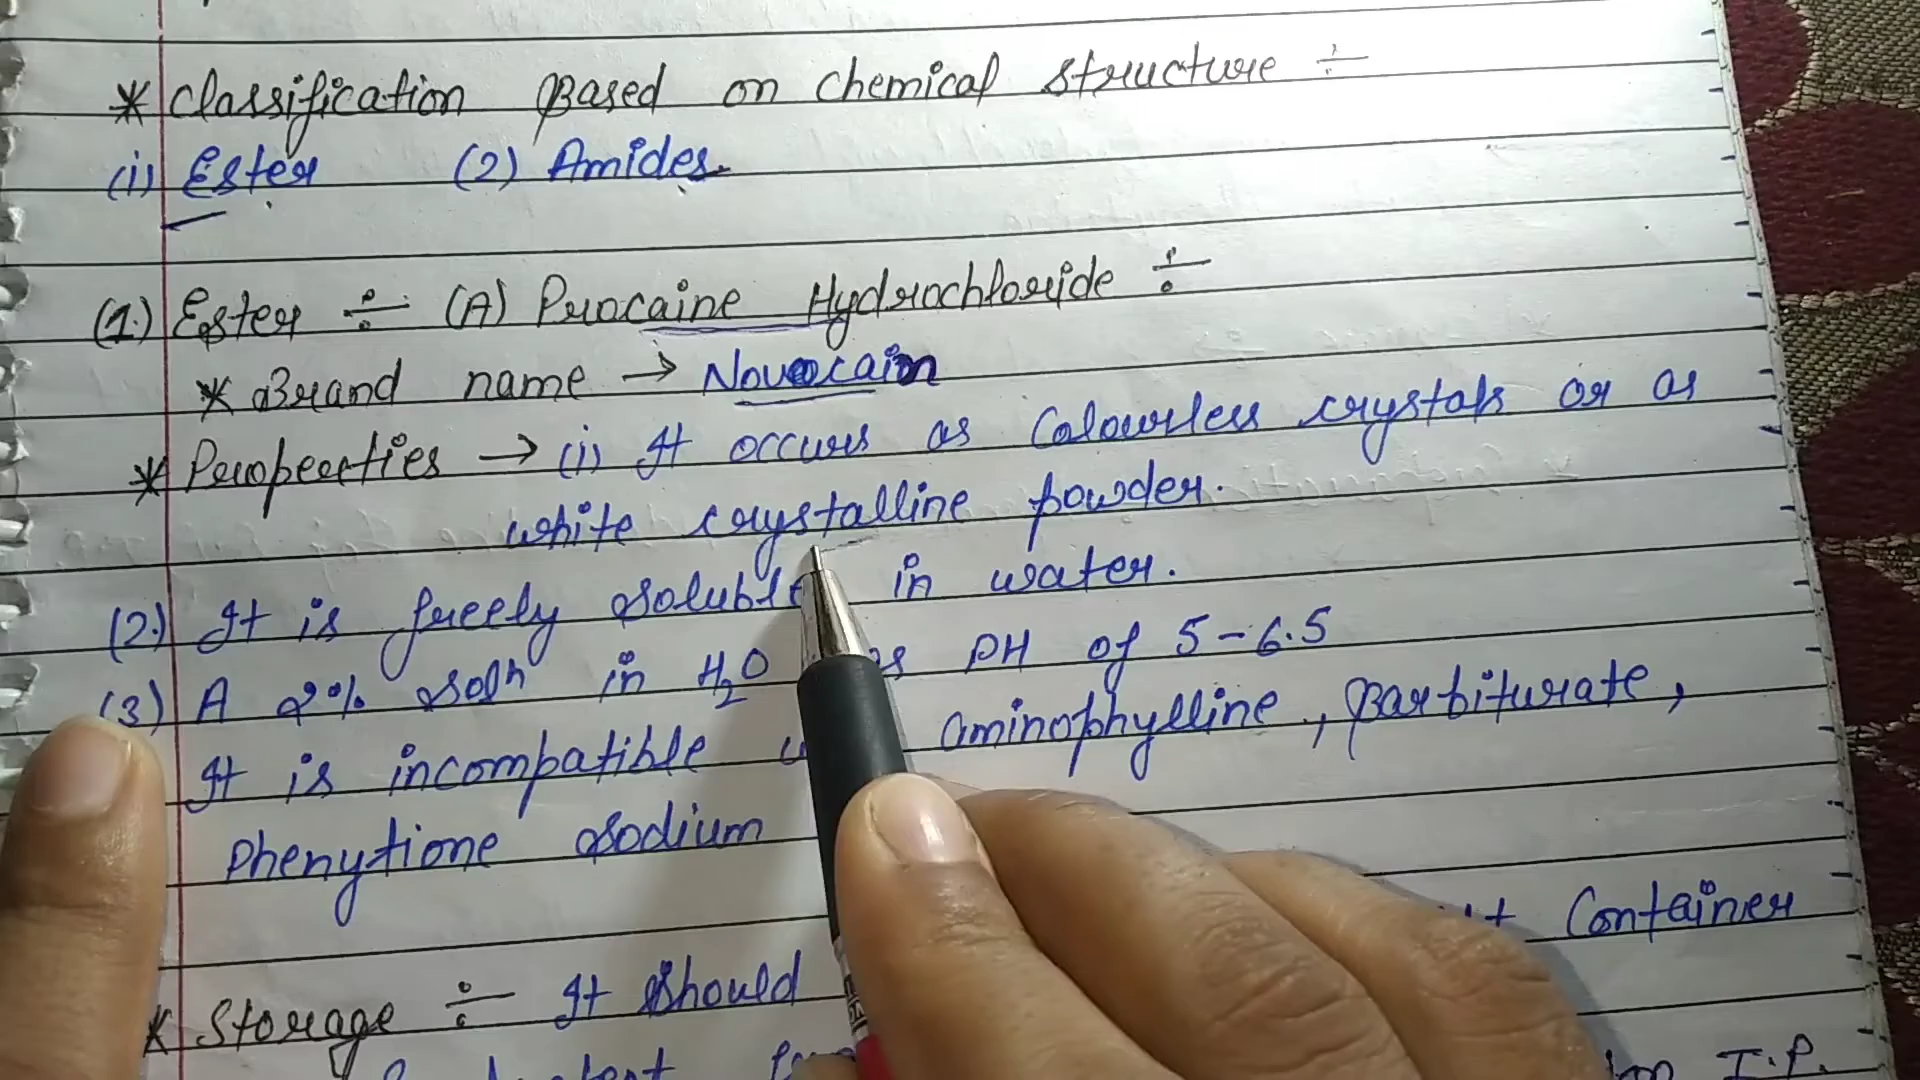 * Classification Based on chemical structure ÷
(i) Ester (2) Amides.
(1.) Ester ÷ (A) Procaine Hydrochloride ÷
* Brand name → Novocain
* Properties → (i) It occurs as Colourless crystals or as
white crystalline powder.
(2.) It is freely soluble in water.
(3) A 2% solⁿ in H₂O PH of 5-6.5
It is incompatible aminophylline, Barbiturate,
Phenytione sodium
Container
* Storage ÷ It should
I.P.